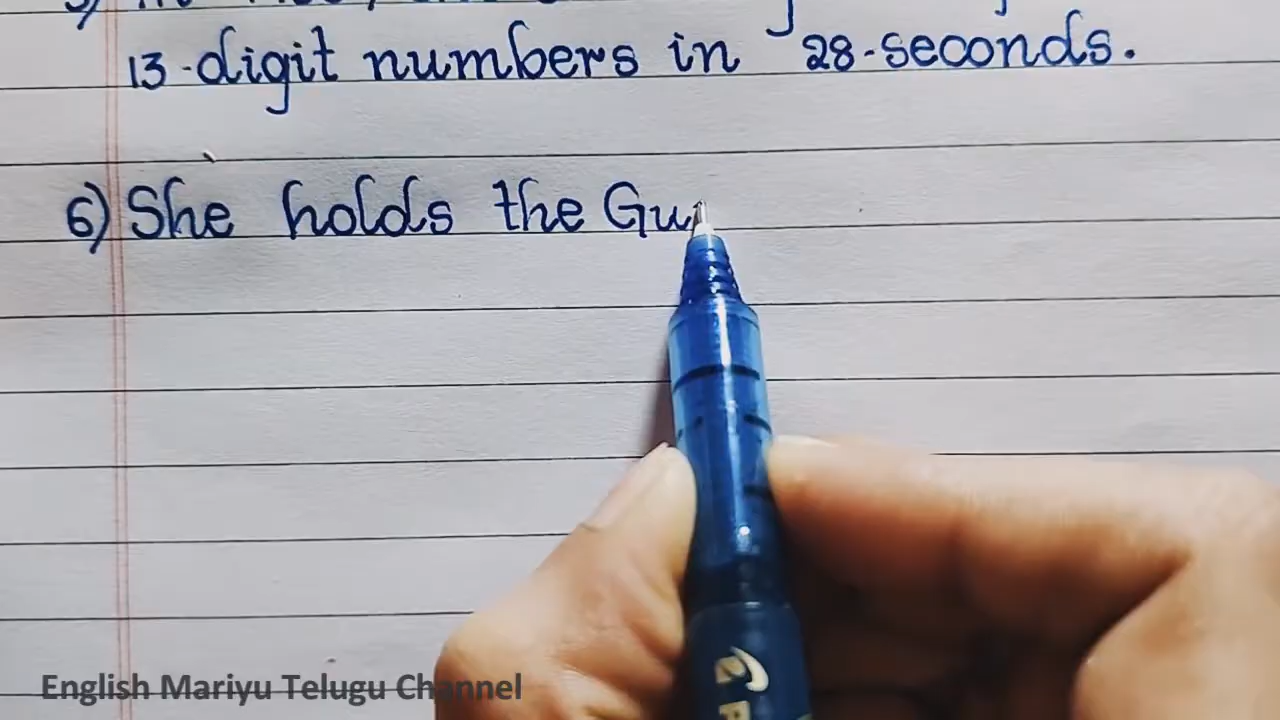 13-digit numbers in 28-seconds.
6) She holds the Gu
English Mariyu Telugu Channel